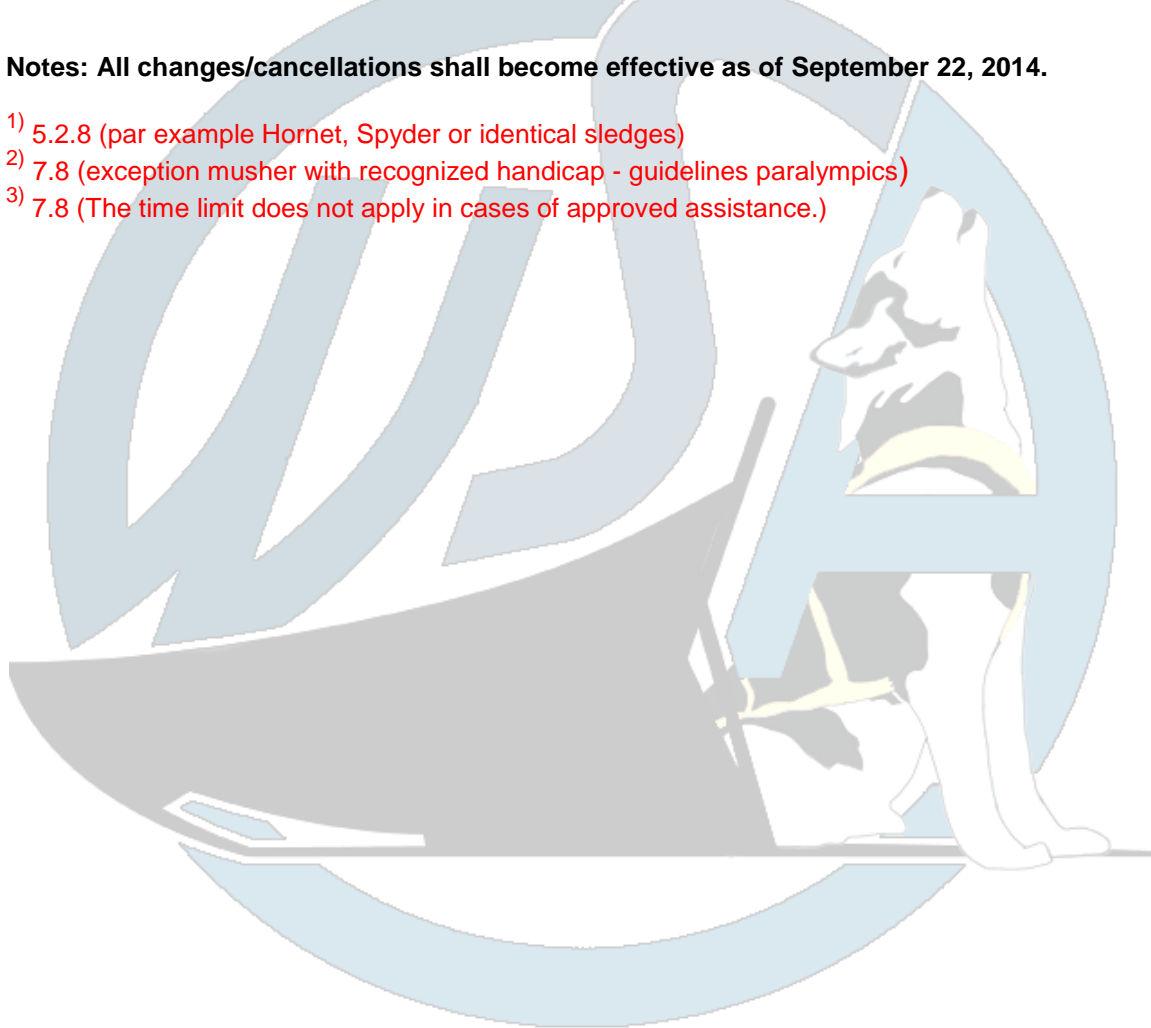 Notes: All changes/cancellations shall become effective as of September 22, 2014.
1) 5.2.8 (par example Hornet, Spyder or identical sledges)
2) 7.8 (exception musher with recognized handicap - guidelines paralympics)
3) 7.8 (The time limit does not apply in cases of approved assistance.)
WSA